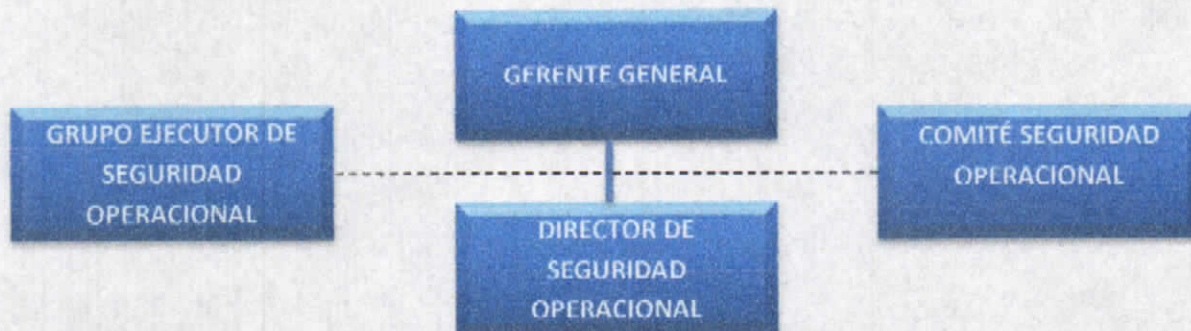 GERENTE GENERAL
GRUPO EJECUTOR DE
SEGURIDAD
OPERACIONAL
COMITÉ SEGURIDAD
OPERACIONAL
DIRECTOR DE
SEGURIDAD
OPERACIONAL